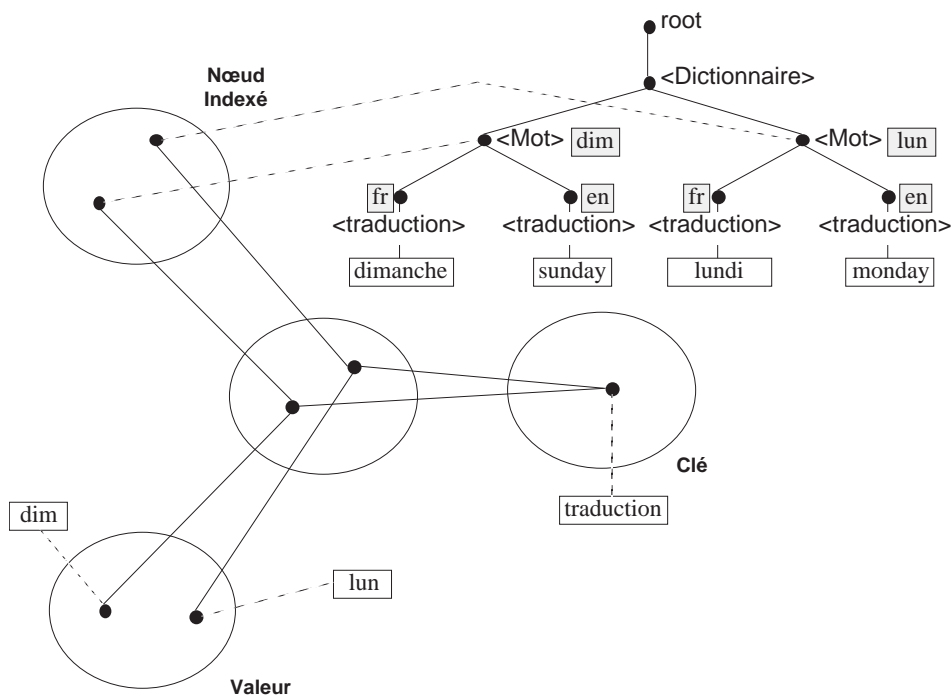 root
<Dictionnaire>
Nœud
Indexé
<Mot> dim
<Mot> lun
fr
en
fr
en
<traduction>
<traduction>
<traduction>
<traduction>
dimanche
sunday
lundi
monday
Clé
traduction
dim
lun
Valeur